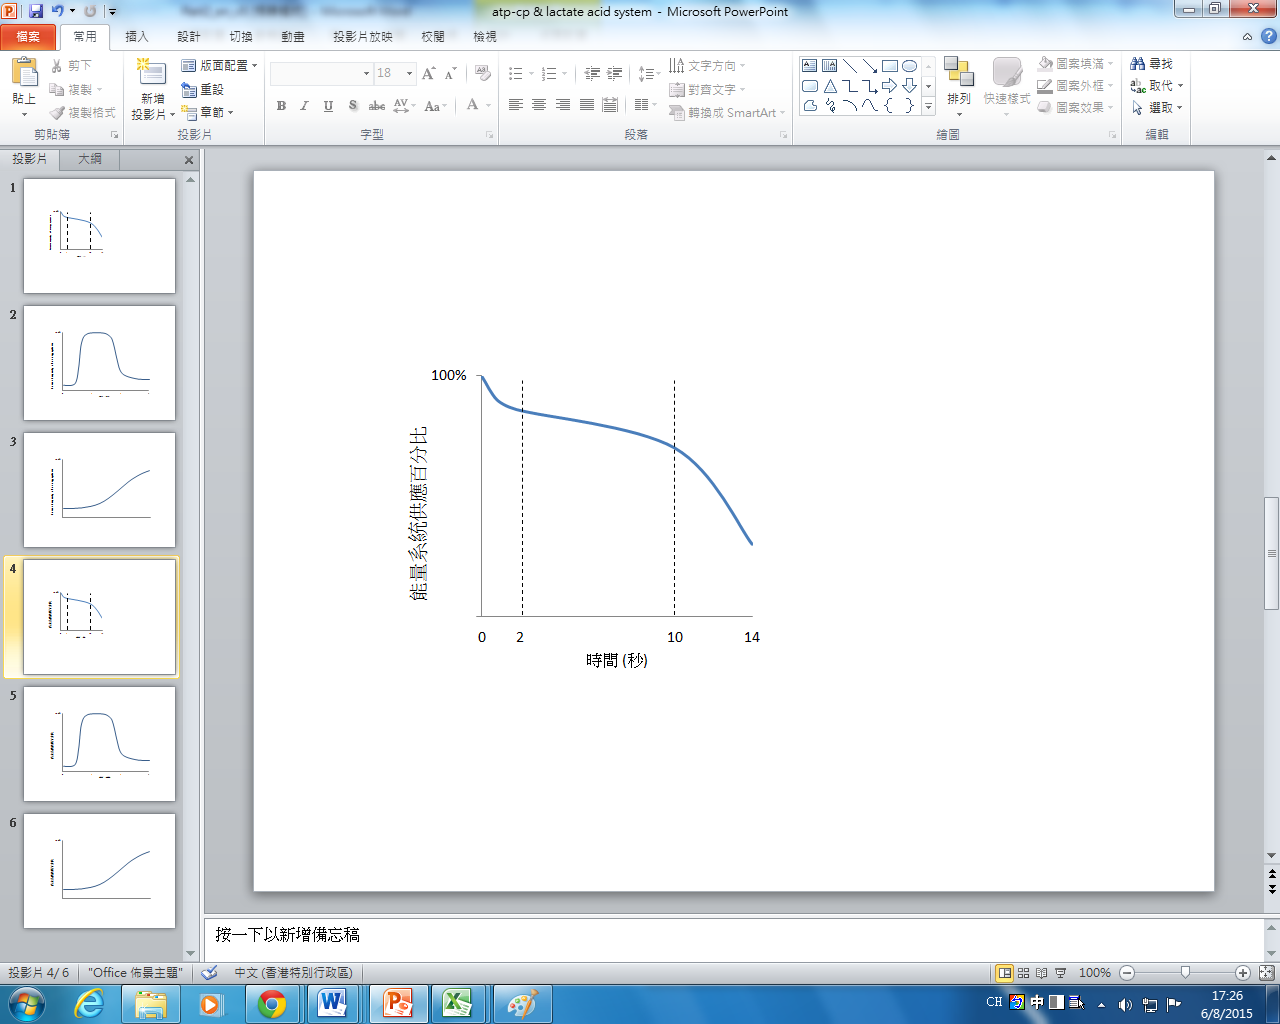 atp-cp & lactate acid system - Microsoft PowerPoint
檔案 常用 插入 設計 切換 動畫 投影片放映 校閱 檢視
貼上 剪下 複製 複製格式 剪貼簿
新增投影片 版面配置 重設 章節 投影片
18
B I U S abc AV Aa A 字型
文字方向 對齊文字 轉換成 SmartArt 段落
排列 快速樣式 圖案填滿 圖案外框 圖案效果 繪圖
尋找 取代 選取 編輯
投影片 大綱
1
2
3
4
5
6
100%
能量系統供應百分比
0 2 10 14
時間 (秒)
按一下以新增備忘稿
投影片 4/6 "Office 佈景主題" 中文 (香港特別行政區) 100%
CH 中 17:26
6/8/2015